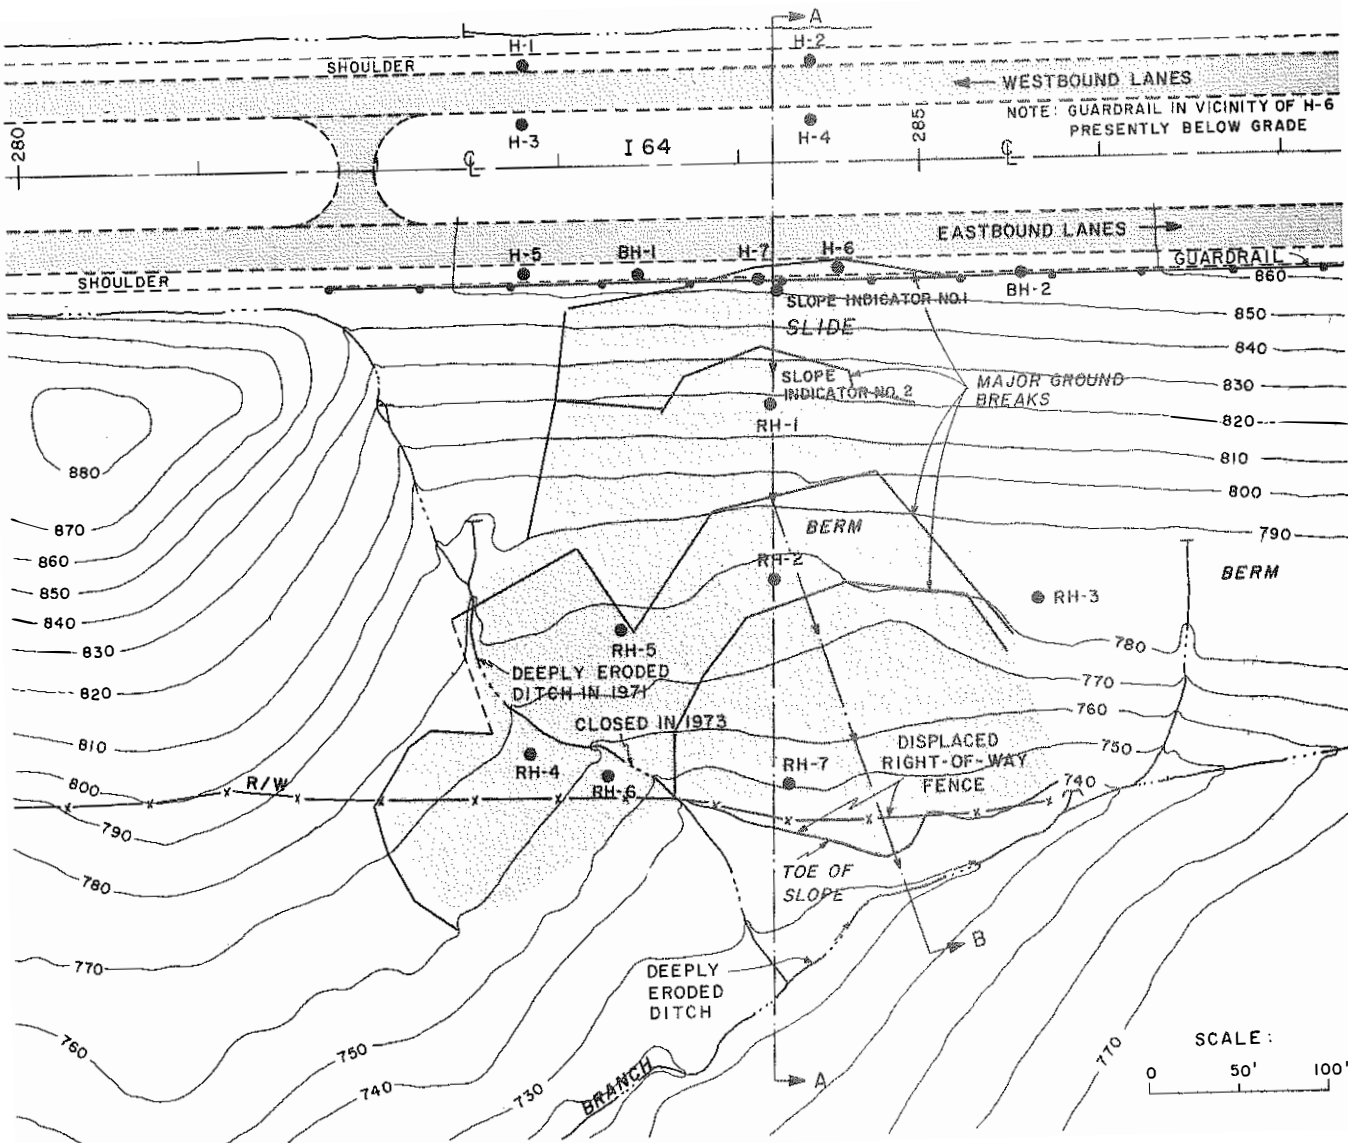 A
L
H-1
H-2
SHOULDER
WESTBOUND LANES
NOTE: GUARDRAIL IN VICINITY OF H-6
PRESENTLY BELOW GRADE
280
H-3
H-4
285
I 64
℄
℄
EASTBOUND LANES
H-5
BH-1
H-7
H-6
GUARDRAIL
SHOULDER
860
BH-2
SLOPE INDICATOR NO.1
850
SLIDE
840
SLOPE
INDICATOR NO. 2
MAJOR GROUND
BREAKS
830
820
RH-1
810
880
800
790
870
BERM
860
RH-2
BERM
850
RH-3
840
780
830
RH-5
DEEPLY ERODED
DITCH IN 1971
770
820
760
CLOSED IN 1973
810
DISPLACED
RIGHT-OF-WAY
FENCE
750
RH-4
RH-7
740
800
R/W
RH-6
790
TOE OF
SLOPE
780
B
770
DEEPLY
ERODED
DITCH
760
750
770
SCALE:
740
730
BRANCH
A
0 50' 100'